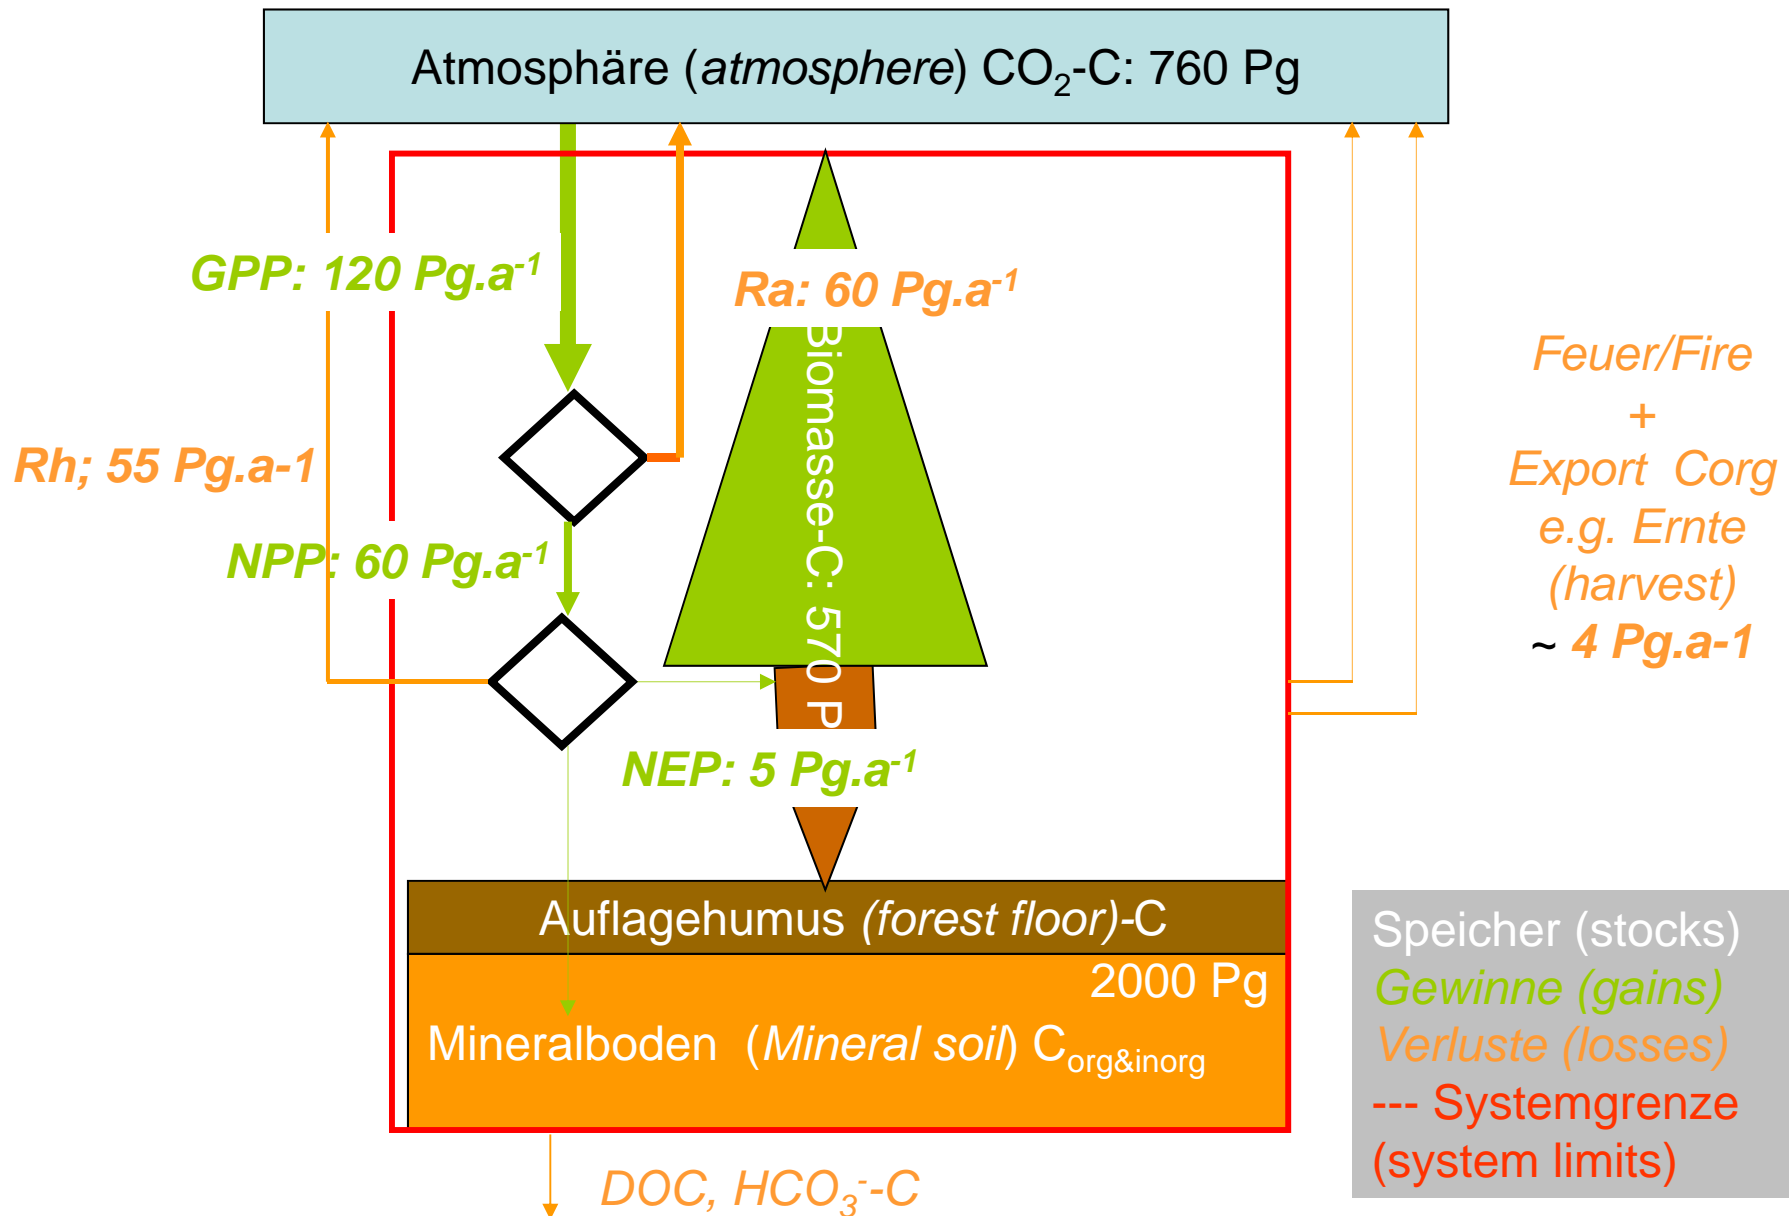 Atmosphäre (atmosphere) CO₂-C: 760 Pg
GPP: 120 Pg.a⁻¹
Ra: 60 Pg.a⁻¹
Rh; 55 Pg.a-1
NPP: 60 Pg.a⁻¹
Biomasse-C: 570 P
NEP: 5 Pg.a⁻¹
Feuer/Fire
+
Export Corg
e.g. Ernte
(harvest)
~ 4 Pg.a-1
Auflagehumus (forest floor)-C
2000 Pg
Mineralboden (Mineral soil) C org&inorg
DOC, HCO₃⁻-C
Speicher (stocks)
Gewinne (gains)
Verluste (losses)
--- Systemgrenze
(system limits)